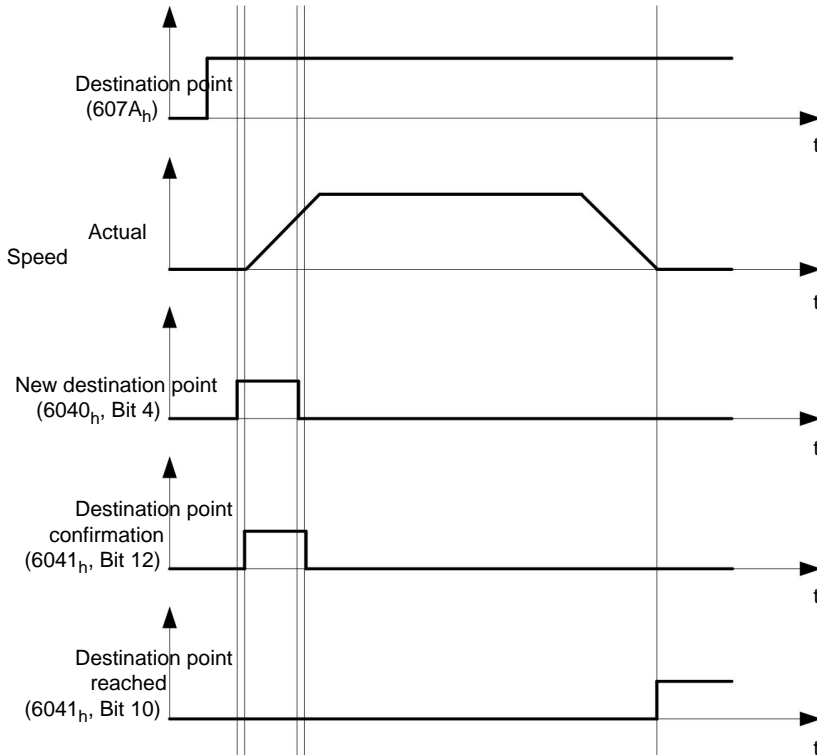 Destination point
(607Aₕ)
t
Actual
Speed
t
New destination point
(6040ₕ, Bit 4)
t
Destination point
confirmation
(6041ₕ, Bit 12)
t
Destination point
reached
(6041ₕ, Bit 10)
t